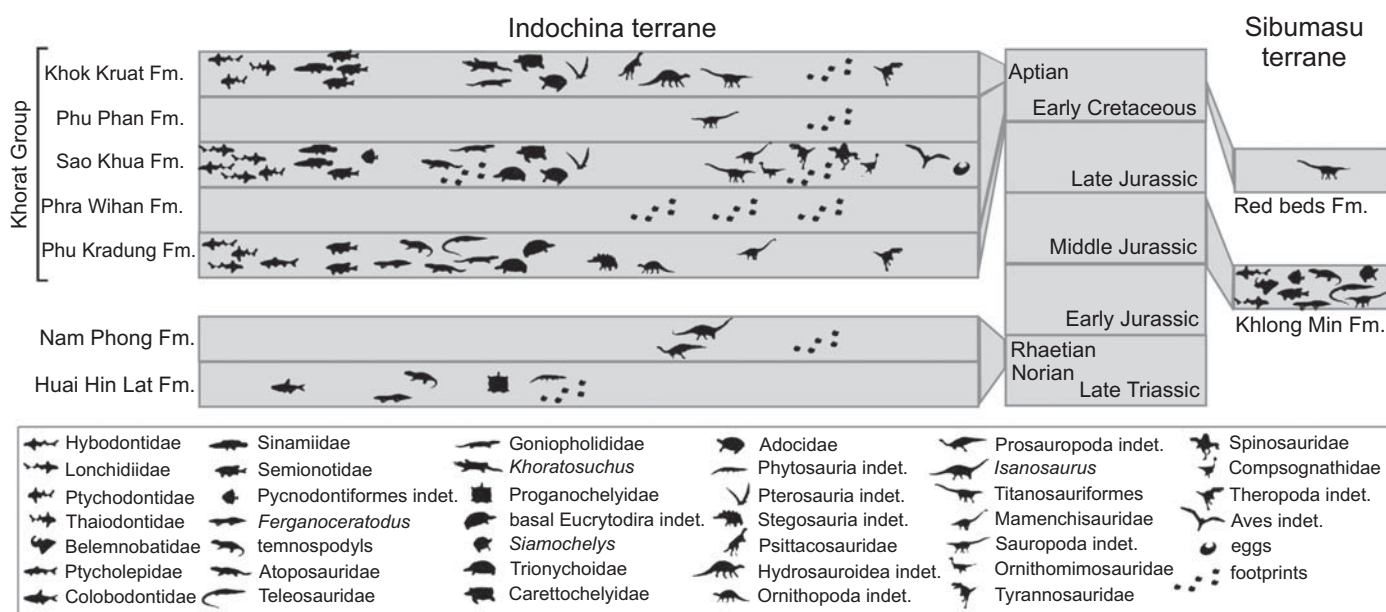 Indochina terrane
Sibumasu
terrane
Khorat Group
Khok Kruat Fm.
Phu Phan Fm.
Sao Khua Fm.
Phra Wihan Fm.
Phu Kradung Fm.
Nam Phong Fm.
Huai Hin Lat Fm.
Aptian
Early Cretaceous
Late Jurassic
Middle Jurassic
Early Jurassic
Rhaetian
Norian
Late Triassic
Red beds Fm.
Khlong Min Fm.
Hybodontidae
Lonchidiidae
Ptychodontidae
Thaiodontidae
Belemnobatidae
Ptycholepidae
Colobodontidae
Sinamiidae
Semionotidae
Pycnodontiformes indet.
Ferganoceratodus
temnospodyls
Atoposauridae
Teleosauridae
Goniopholididae
Khoratosuchus
Proganochelyidae
basal Eucrytodira indet.
Siamochelys
Trionychoidae
Carettochelyidae
Adocidae
Phytosauria indet.
Pterosauria indet.
Stegosauria indet.
Psittacosauridae
Hydrosauroidea indet.
Ornithopoda indet.
Prosauropoda indet.
Isanosaurus
Titanosauriformes
Mamenchisauridae
Sauropoda indet.
Ornithomimosauridae
Tyrannosauridae
Spinosauridae
Compsognathidae
Theropoda indet.
Aves indet.
eggs
footprints